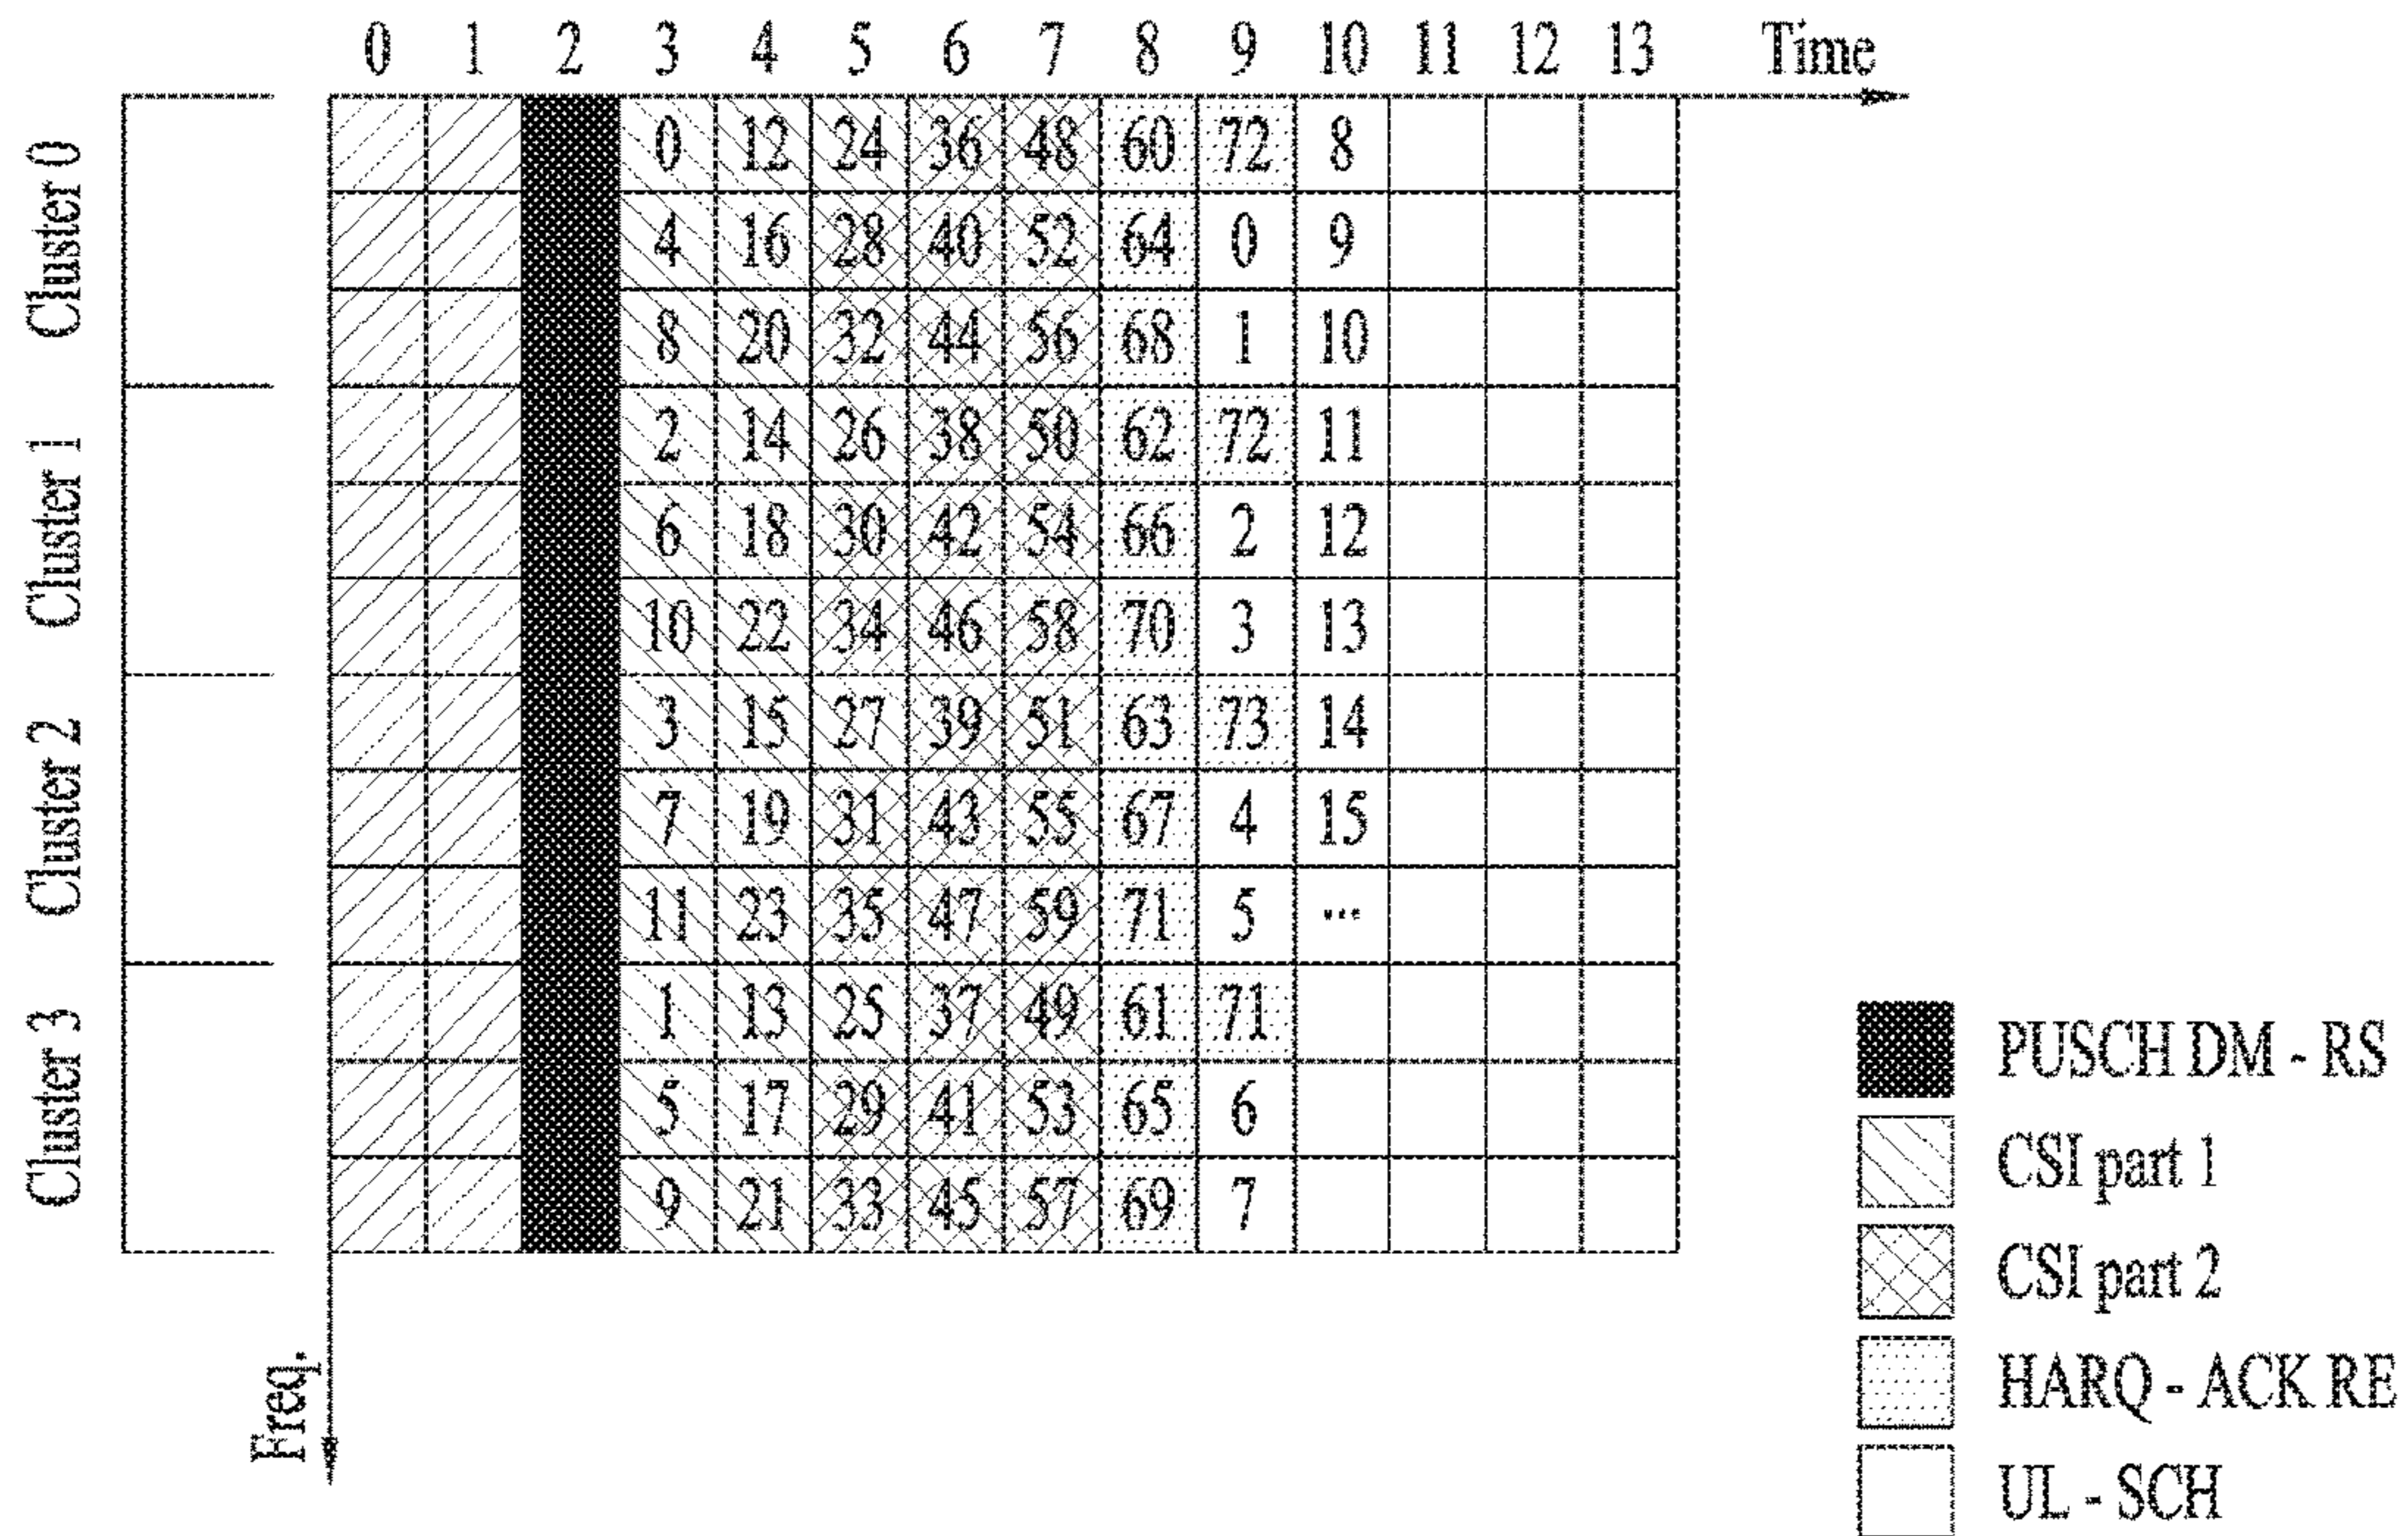 0 1 2 3 4 5 6 7 8 9 10 11 12 13 Time
Cluster 0
0 12 24 36 48 60 72 8
4 16 28 40 52 64 0 9
8 20 32 44 56 68 1 10
Cluster 1
2 14 26 38 50 62 72 11
6 18 30 42 54 66 2 12
10 22 34 46 58 70 3 13
Cluster 2
3 15 27 39 51 63 73 14
7 19 31 43 55 67 4 15
11 23 35 47 59 71 5 ...
Cluster 3
1 13 25 37 49 61 71
5 17 29 41 53 65 6
9 21 33 45 57 69 7
Freq.
PUSCH DM - RS
CSI part 1
CSI part 2
HARQ - ACK RE
UL - SCH